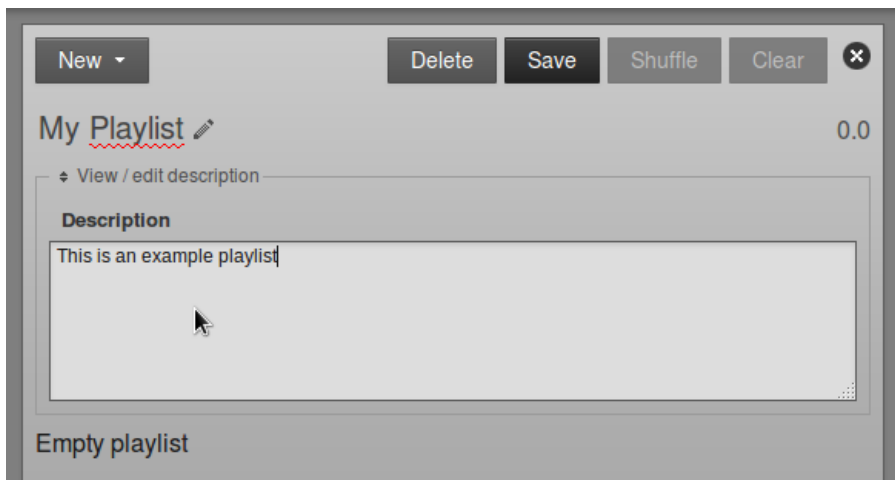 New Delete Save Shuffle Clear
My Playlist 0.0
View / edit description
Description
This is an example playlist
Empty playlist